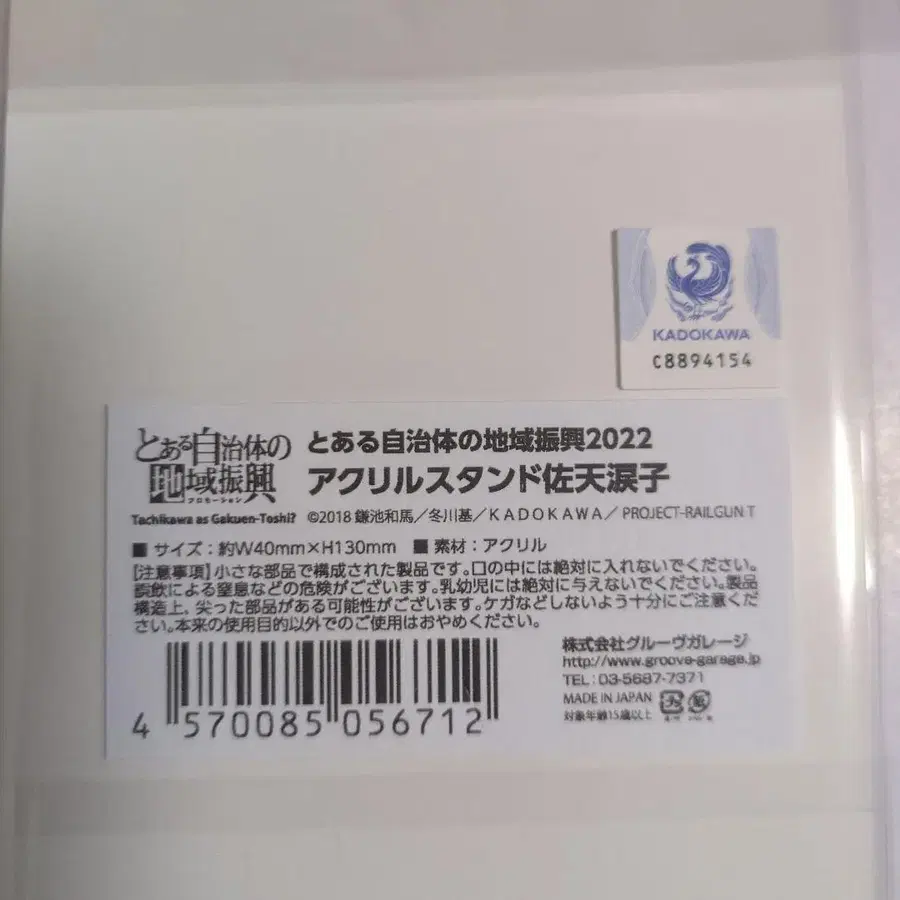 KADOKAWA
C8894154
とある自治体の
地域振興
プロモーション
Tachikawa as Gakuen-Toshi?
とある自治体の地域振興2022
アクリルスタンド佐天涙子
©2018 鎌池和馬／冬川基／KADOKAWA／PROJECT-RAILGUN T
■ サイズ：約W40mm×H130mm ■ 素材：アクリル
【注意事項】小さな部品で構成された製品です。口の中には絶対に入れないでください。
誤飲による窒息などの危険がございます。乳幼児には絶対に与えないでください。製品
構造上、尖った部品がある可能性がございます。ケガなどしないよう十分にご注意くだ
さい。本来の使用目的以外でのご使用はおやめください。
株式会社グルーヴガレージ
http://www.groove-garage.jp
TEL：03-5687-7371
MADE IN JAPAN
対象年齢15歳以上
4 570085 056712